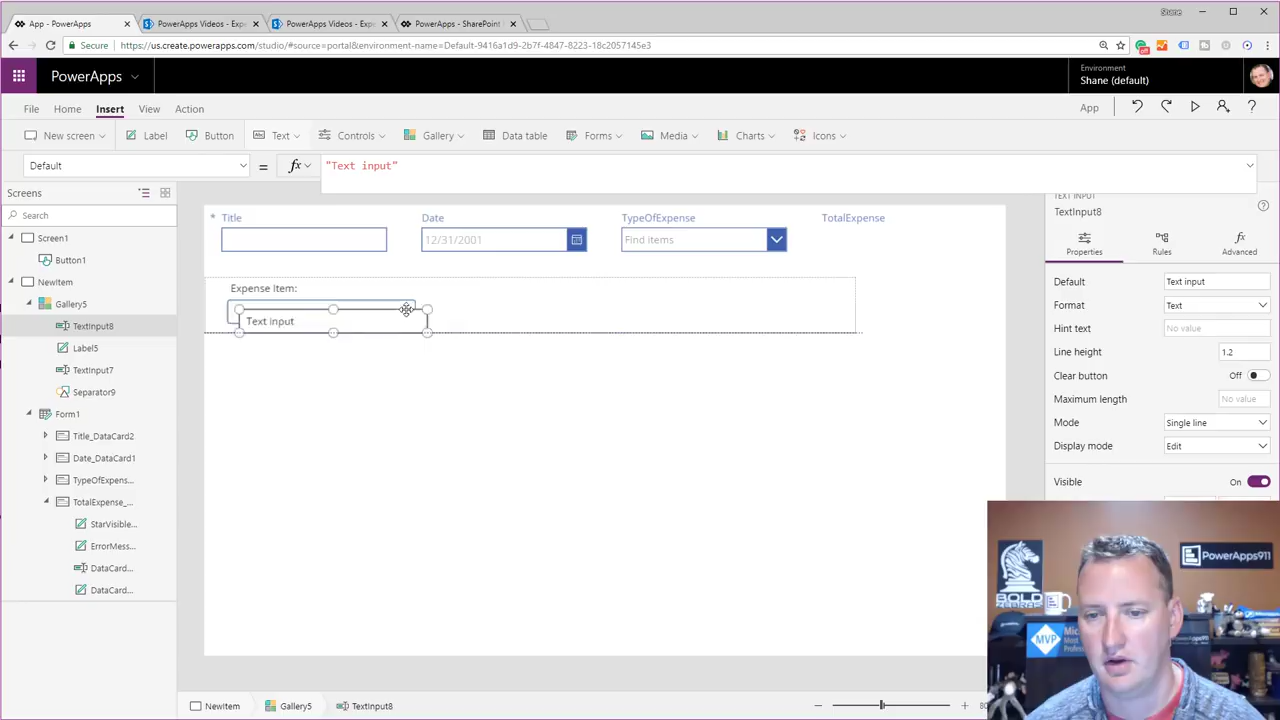 App - PowerApps
PowerApps Videos - Expe
PowerApps Videos - Expe
PowerApps - SharePoint
Shane
Secure
https://us.create.powerapps.com/studio/#source=portal&environment-name=Default-9416a1d9-2b7f-4847-8223-18c2057145e3
PowerApps
Environment
Shane (default)
File
Home
Insert
View
Action
App
New screen
Label
Button
Text
Controls
Gallery
Data table
Forms
Media
Charts
Icons
Default
=
fx
"Text input"
Screens
Search
Screen1
Button1
NewItem
Gallery5
TextInput8
Label5
TextInput7
Separator9
Form1
Title_DataCard2
Date_DataCard1
TypeOfExpens...
TotalExpense_...
StarVisible...
ErrorMess...
DataCard...
DataCard...
* Title
Date
TypeOfExpense
TotalExpense
12/31/2001
Find items
Expense Item:
Text input
TEXT INPUT
TextInput8
Properties
Rules
Advanced
Default
Text input
Format
Text
Hint text
No value
Line height
1.2
Clear button
Off
Maximum length
No value
Mode
Single line
Display mode
Edit
Visible
On
PowerApps911
BOLD
ZEBRAS
MVP
NewItem
Gallery5
TextInput8